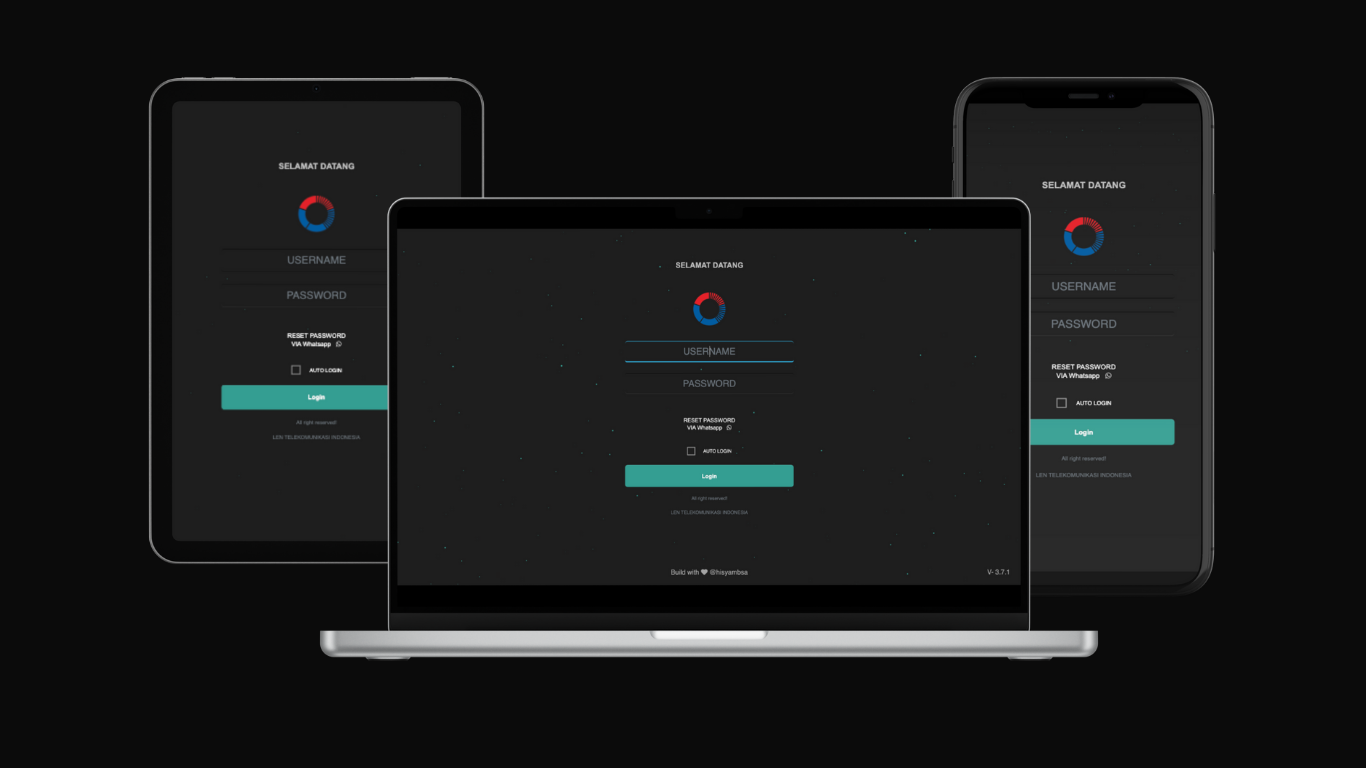 SELAMAT DATANG
USERNAME
PASSWORD
RESET PASSWORD
VIA Whatsapp
AUTO LOGIN
Login
All right reserved!
LEN TELEKOMUNIKASI INDONESIA
SELAMAT DATANG
USERNAME
PASSWORD
RESET PASSWORD
VIA Whatsapp
AUTO LOGIN
Login
All right reserved!
LEN TELEKOMUNIKASI INDONESIA
Build with ♥ @hisyambsa
V- 3.7.1
SELAMAT DATANG
USERNAME
PASSWORD
RESET PASSWORD
VIA Whatsapp
AUTO LOGIN
Login
All right reserved!
LEN TELEKOMUNIKASI INDONESIA